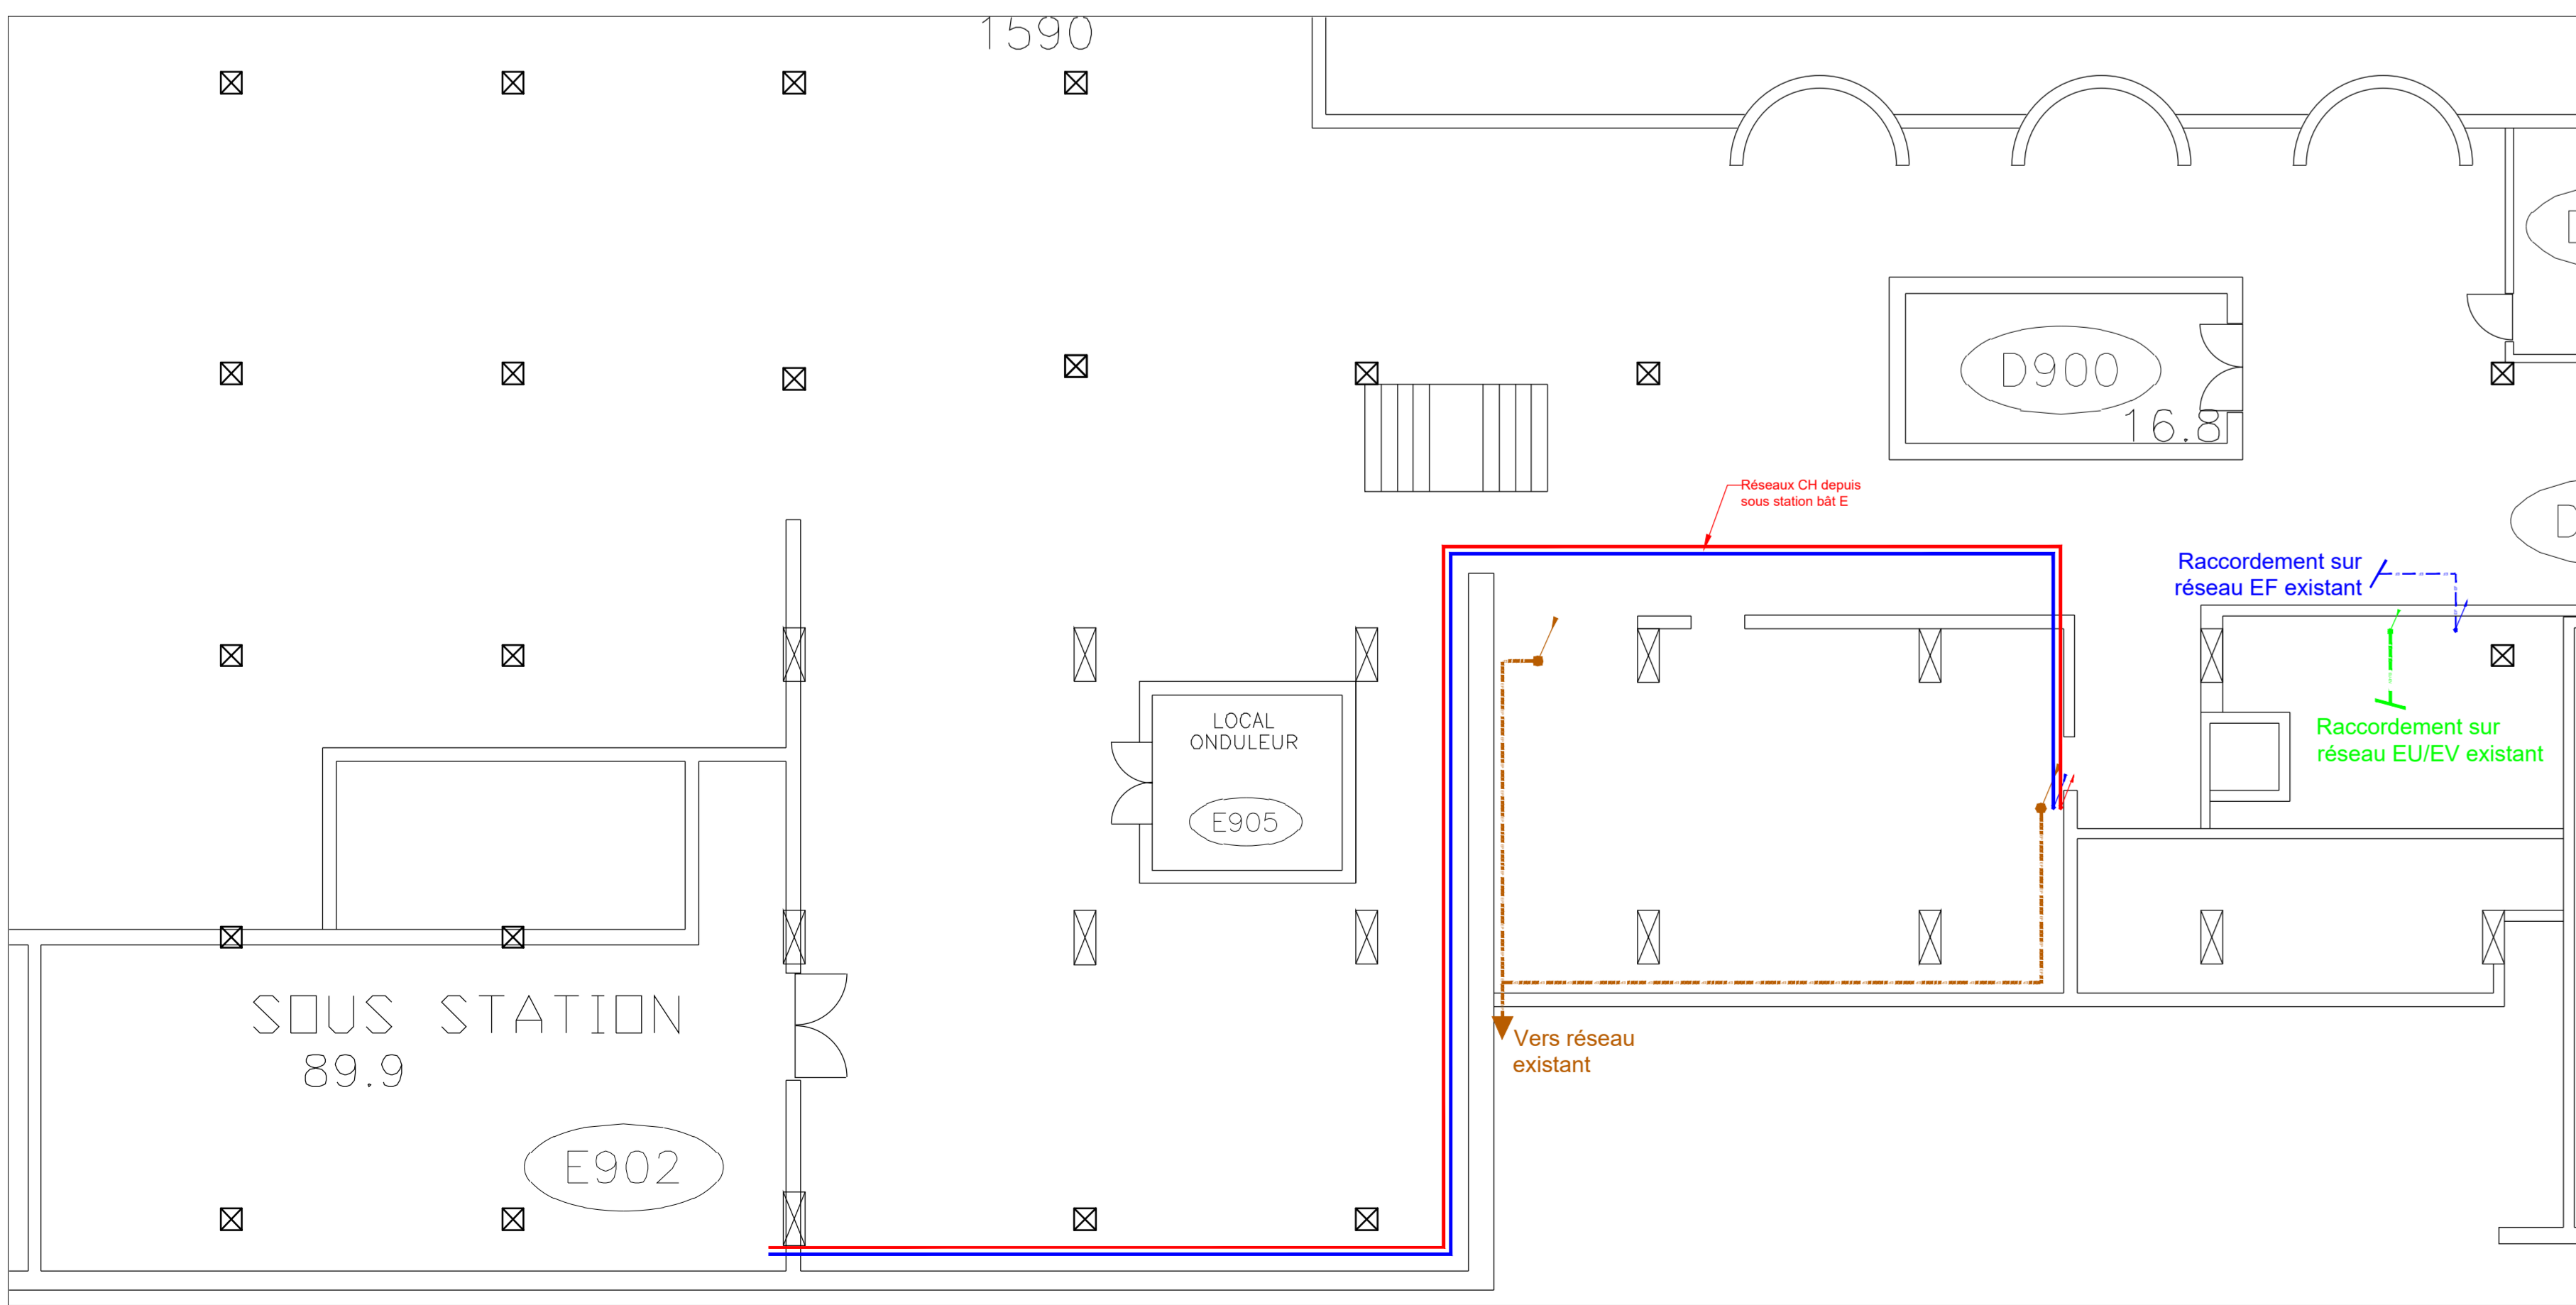 1590
D900
16.8
Réseaux CH depuis
sous station bât E
Raccordement sur
réseau EF existant
LOCAL
ONDULEUR
E905
Raccordement sur
réseau EU/EV existant
SOUS STATION
89.9
E902
Vers réseau
existant